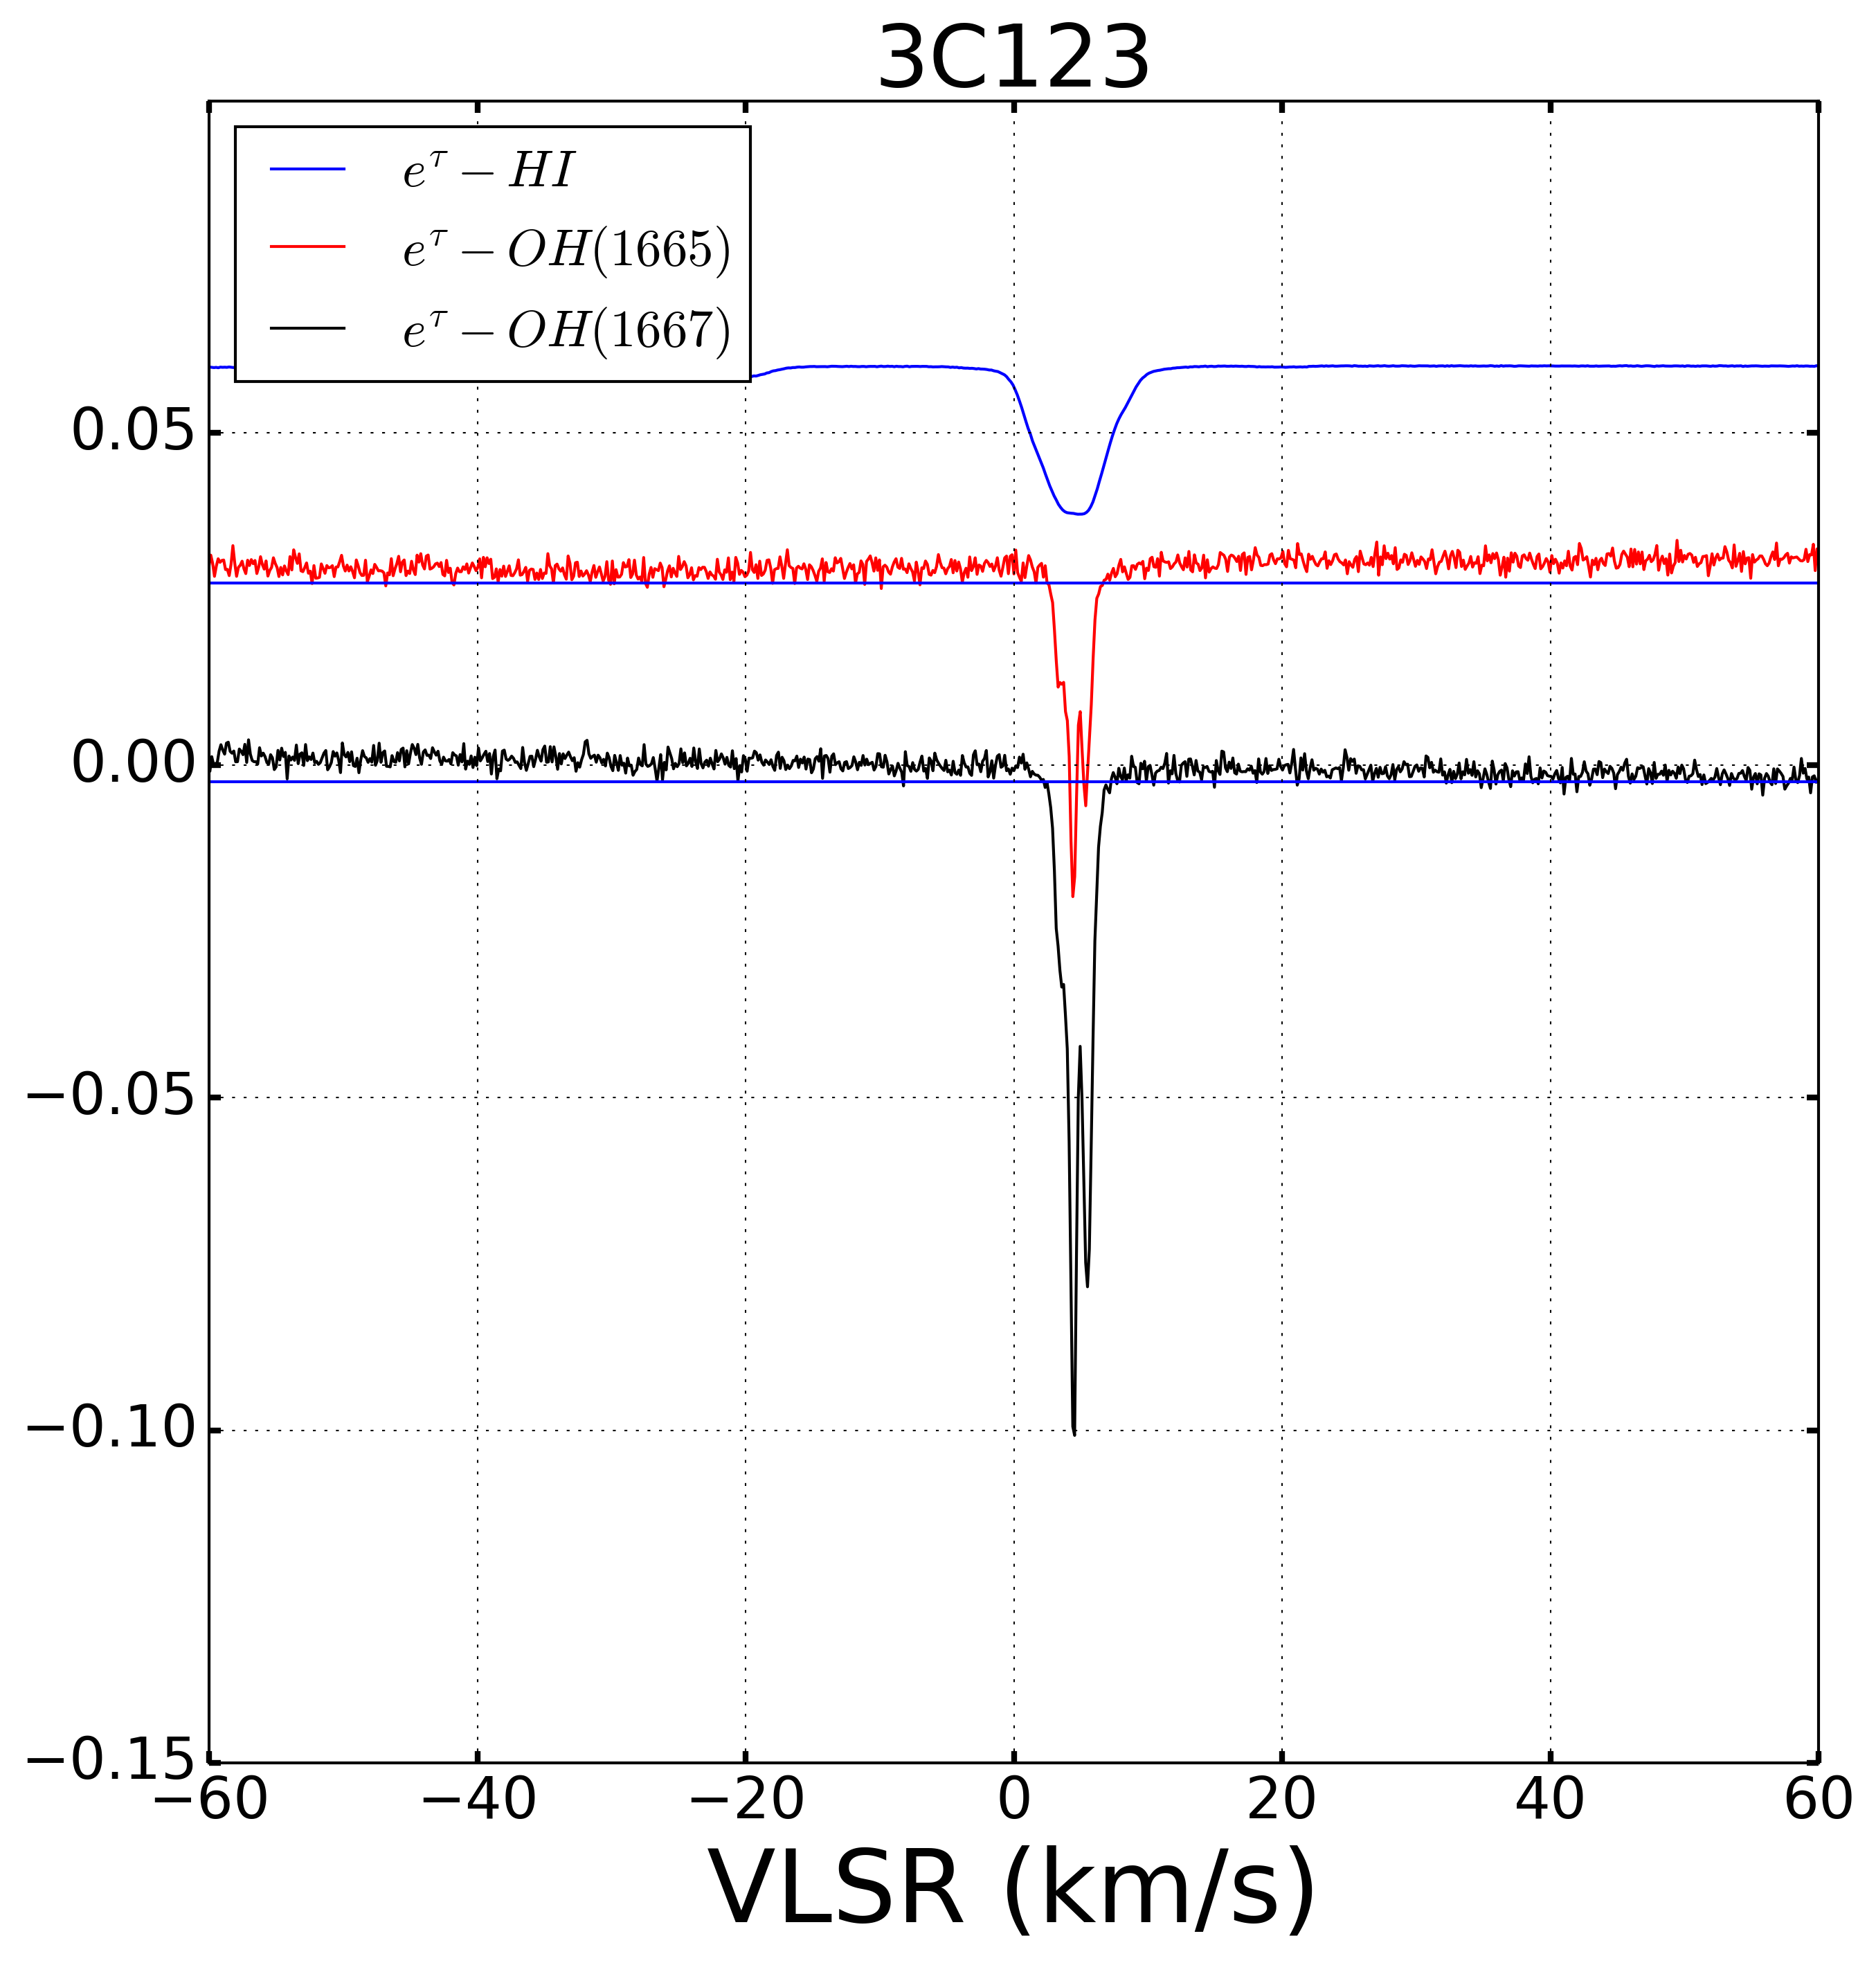 3C123
e^τ − HI
e^τ − OH(1665)
e^τ − OH(1667)
0.05
0.00
−0.05
−0.10
−0.15
−60 −40 −20 0 20 40 60
VLSR (km/s)